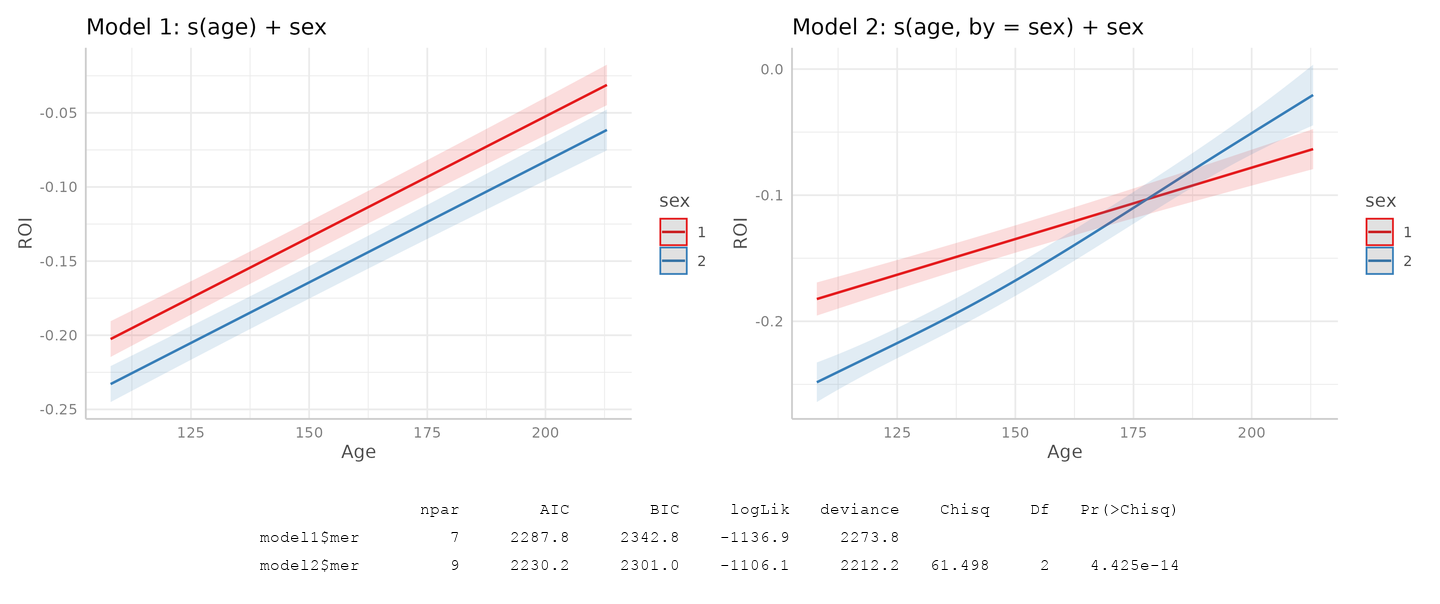 Model 1: s(age) + sex
-0.05
-0.10
-0.15
-0.20
-0.25
ROI
125 150 175 200
Age
sex
1
2
Model 2: s(age, by = sex) + sex
0.0
-0.1
-0.2
ROI
125 150 175 200
Age
sex
1
2
npar AIC BIC logLik deviance Chisq Df Pr(>Chisq)
model1$mer 7 2287.8 2342.8 -1136.9 2273.8
model2$mer 9 2230.2 2301.0 -1106.1 2212.2 61.498 2 4.425e-14